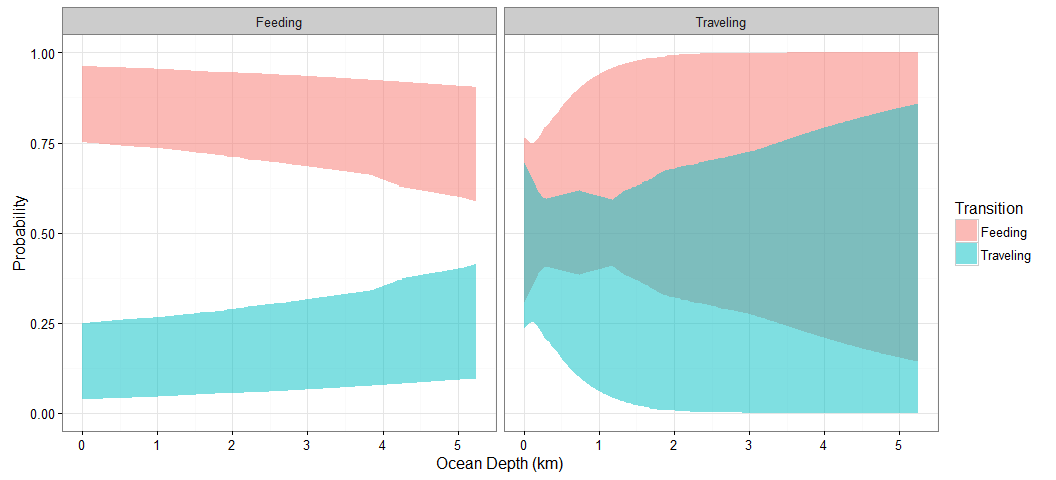 Feeding
Traveling
1.00
0.75
0.50
0.25
0.00
Probability
0 1 2 3 4 5
0 1 2 3 4 5
Ocean Depth (km)
Transition
Feeding
Traveling